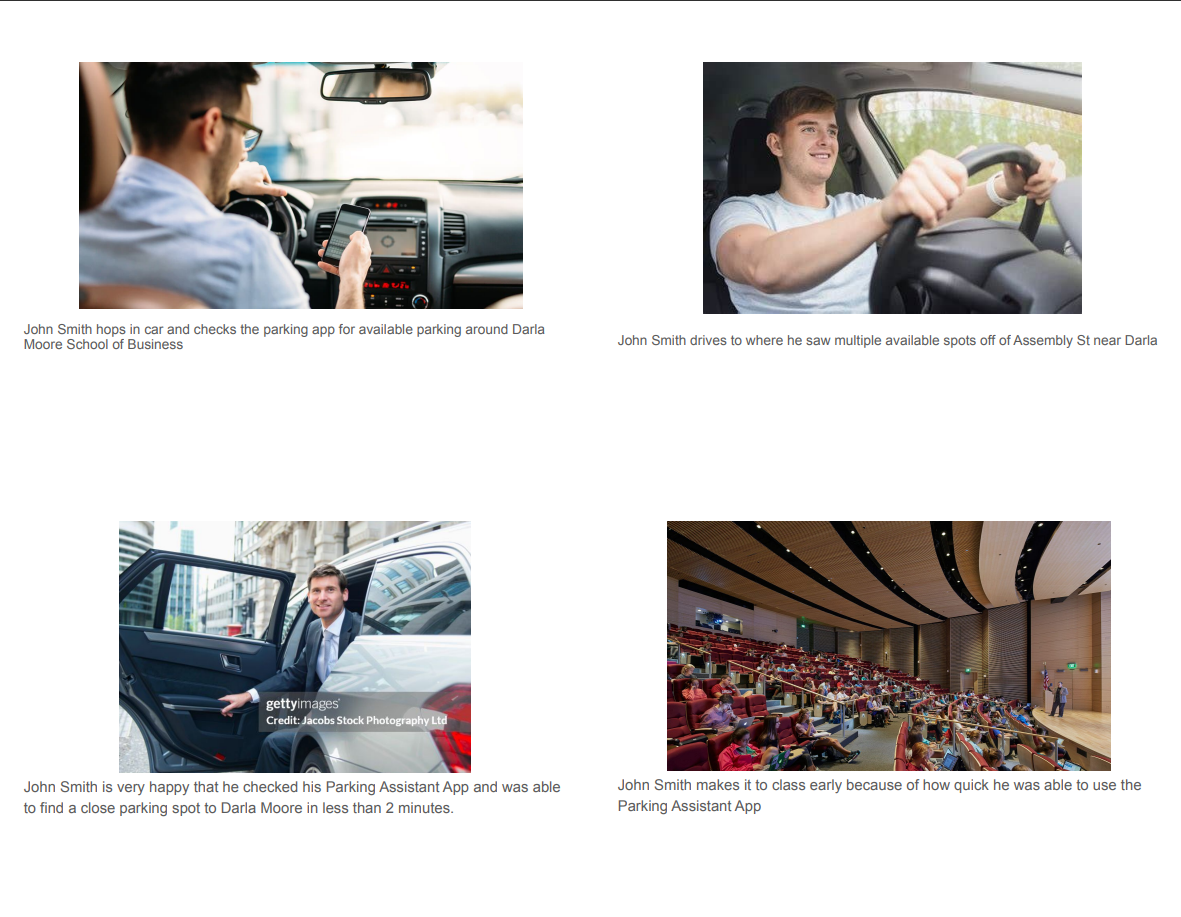 John Smith hops in car and checks the parking app for available parking around Darla
Moore School of Business
John Smith drives to where he saw multiple available spots off of Assembly St near Darla
gettyimages
Credit: Jacobs Stock Photography Ltd
John Smith is very happy that he checked his Parking Assistant App and was able
to find a close parking spot to Darla Moore in less than 2 minutes.
John Smith makes it to class early because of how quick he was able to use the
Parking Assistant App